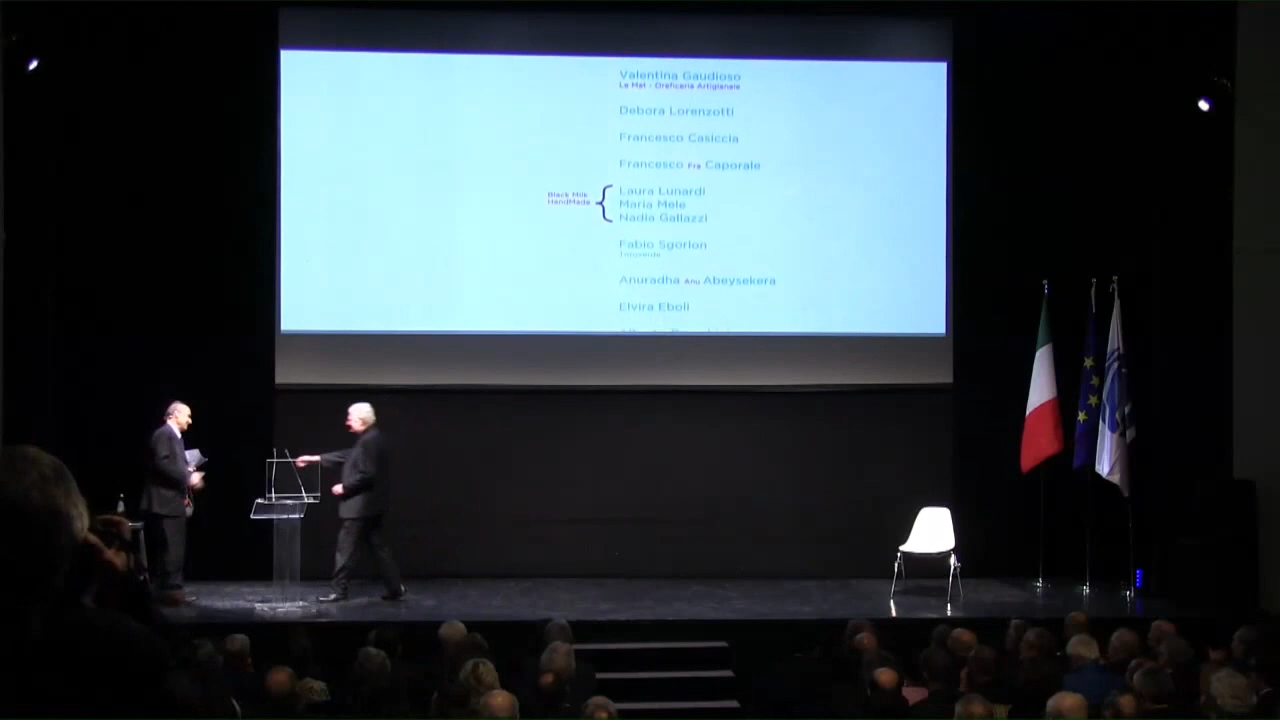 Valentina Gaudioso
Le Mat - Oreficeria Artigianale
Debora Lorenzotti
Francesco Casiccia
Francesco Fra Caporale
Black Milk
HandMade
Laura Lunardi
Maria Mele
Nadia Gallazzi
Fabio Sgorlon
Anuradha Anu Abeysekera
Elvira Eboli